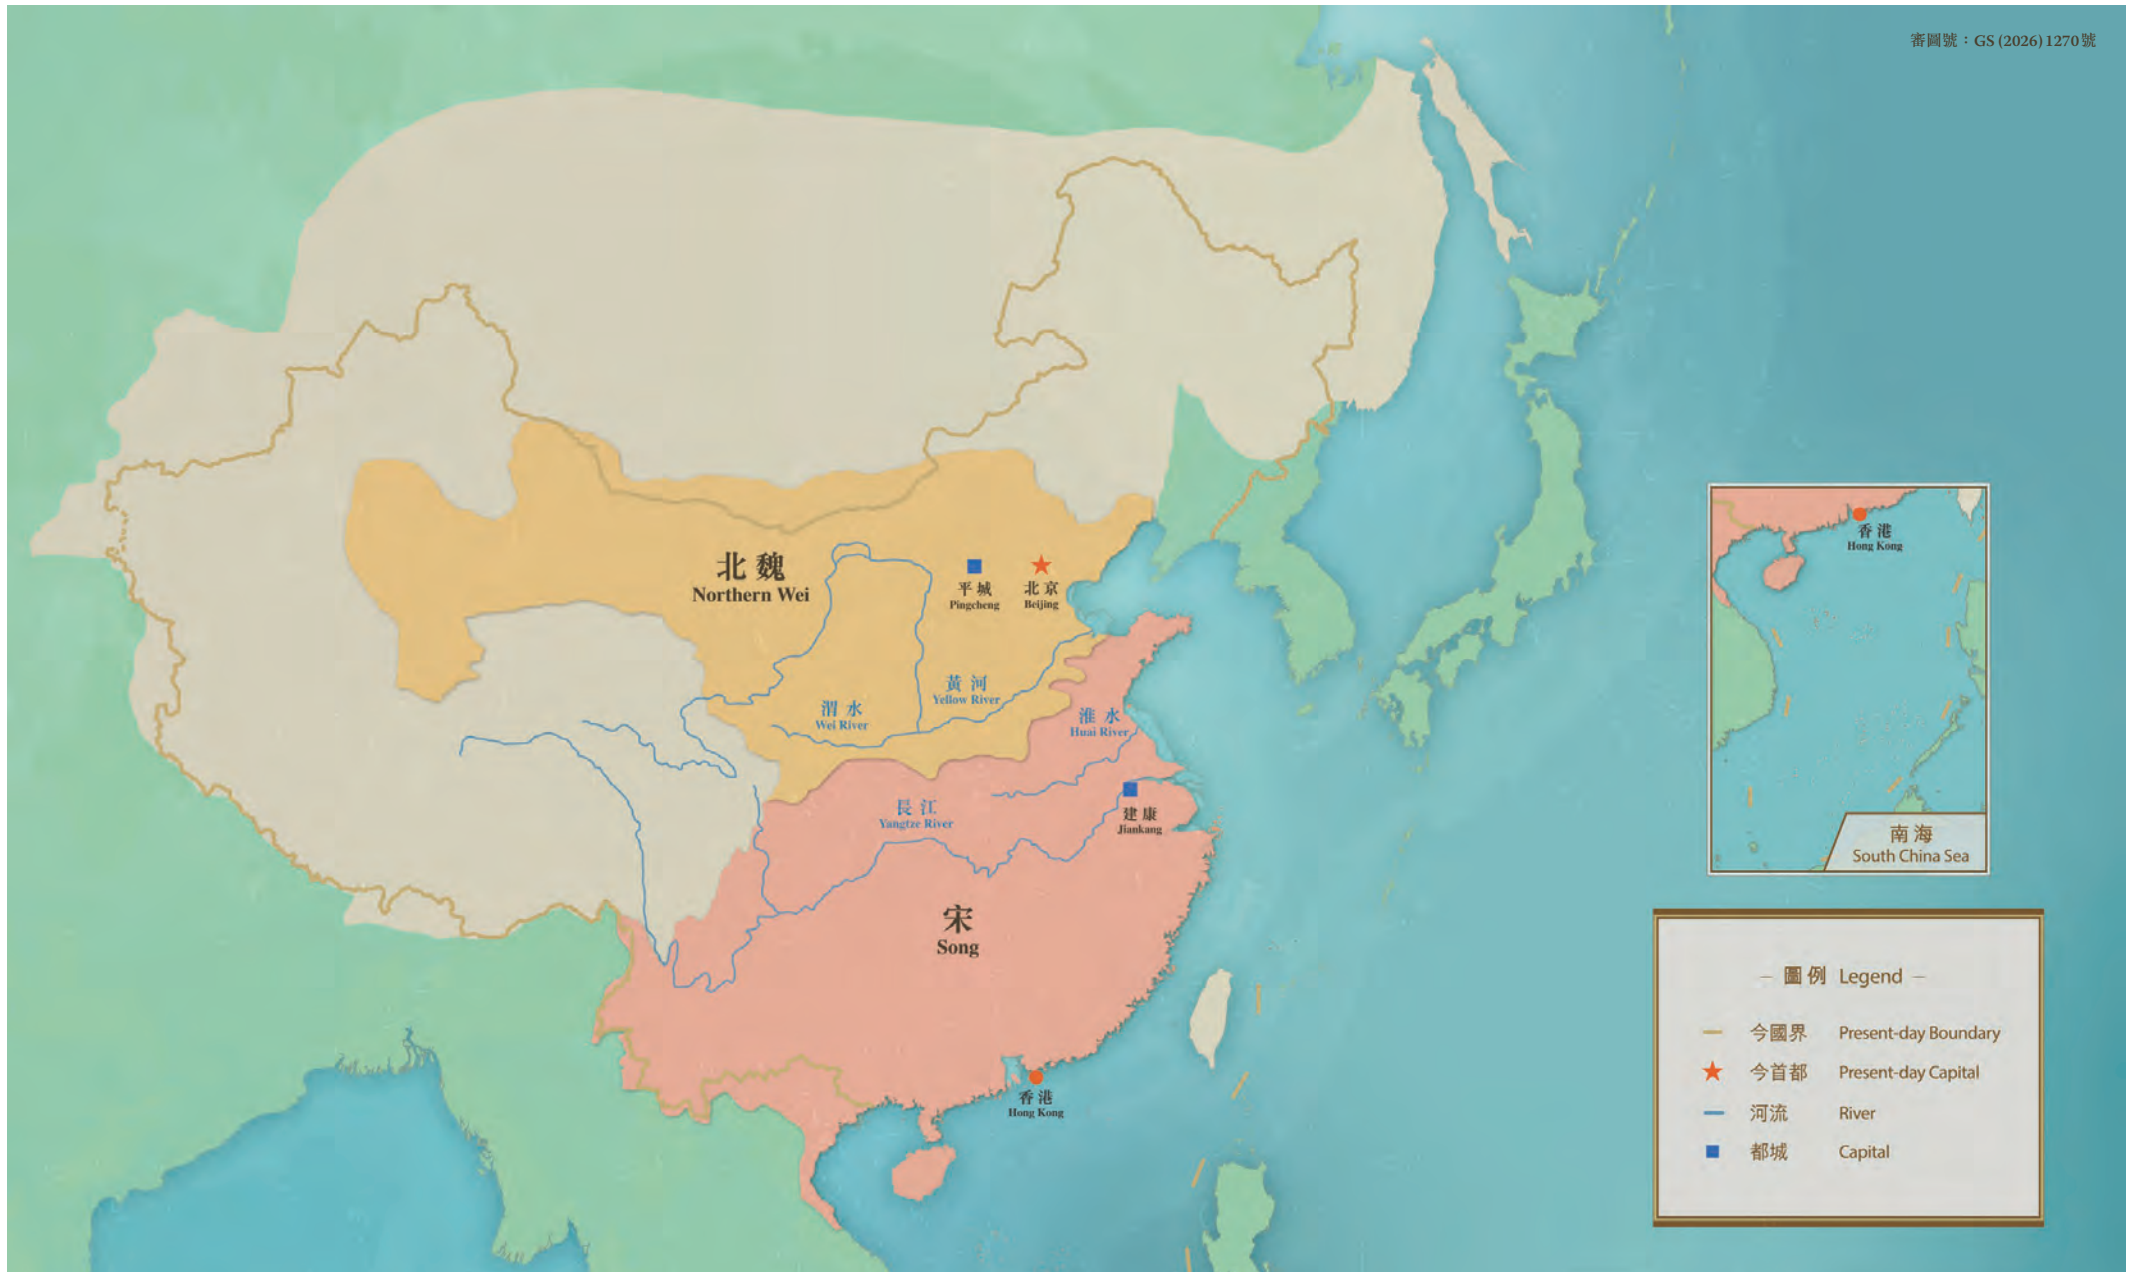 審圖號：GS (2026) 1270號
北魏
Northern Wei
平城
Pingcheng
北京
Beijing
黃河
Yellow River
渭水
Wei River
淮水
Huai River
長江
Yangtze River
建康
Jiankang
宋
Song
香港
Hong Kong
香港
Hong Kong
南海
South China Sea
– 圖例 Legend –
今國界 Present-day Boundary
今首都 Present-day Capital
河流 River
都城 Capital